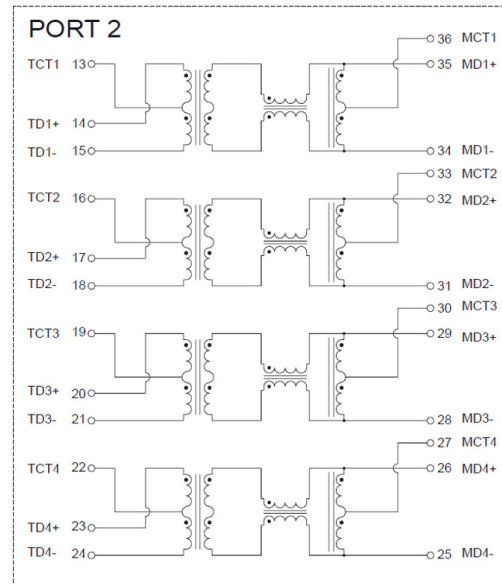 PORT 2
36 MCT1
TCT1 13
35 MD1+
TD1+ 14
TD1- 15
34 MD1-
33 MCT2
TCT2 16
32 MD2+
TD2+ 17
TD2- 18
31 MD2-
30 MCT3
TCT3 19
29 MD3+
TD3+ 20
TD3- 21
28 MD3-
27 MCT4
TCT4 22
26 MD4+
TD4+ 23
TD4- 24
25 MD4-